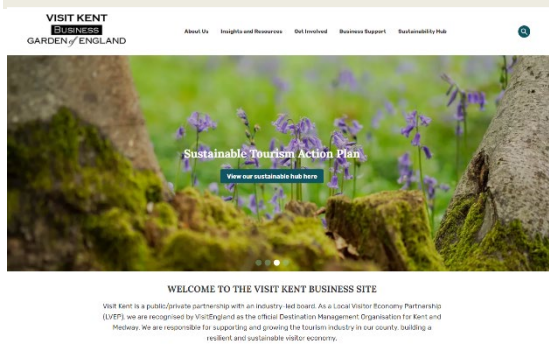 VISIT KENT
BUSINESS
GARDEN of ENGLAND
About Us Insights and Resources Get Involved Business Support Sustainability Hub
Sustainable Tourism Action Plan
View our sustainable hub here
WELCOME TO THE VISIT KENT BUSINESS SITE
Visit Kent is a public/private partnership with an industry-led board. As a Local Visitor Economy Partnership
(LVEP), we are recognised by VisitEngland as the official Destination Management Organisation for Kent and
Medway. We are responsible for supporting and growing the tourism industry in our county, building a
resilient and sustainable visitor economy.